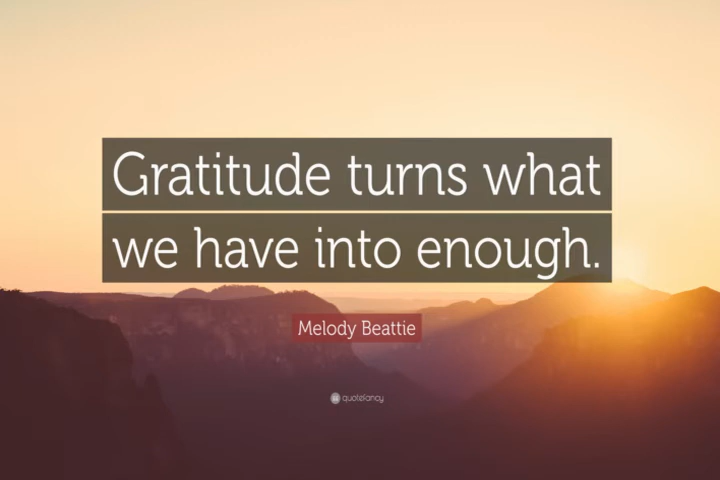 Gratitude turns what
we have into enough.
Melody Beattie
quotefancy